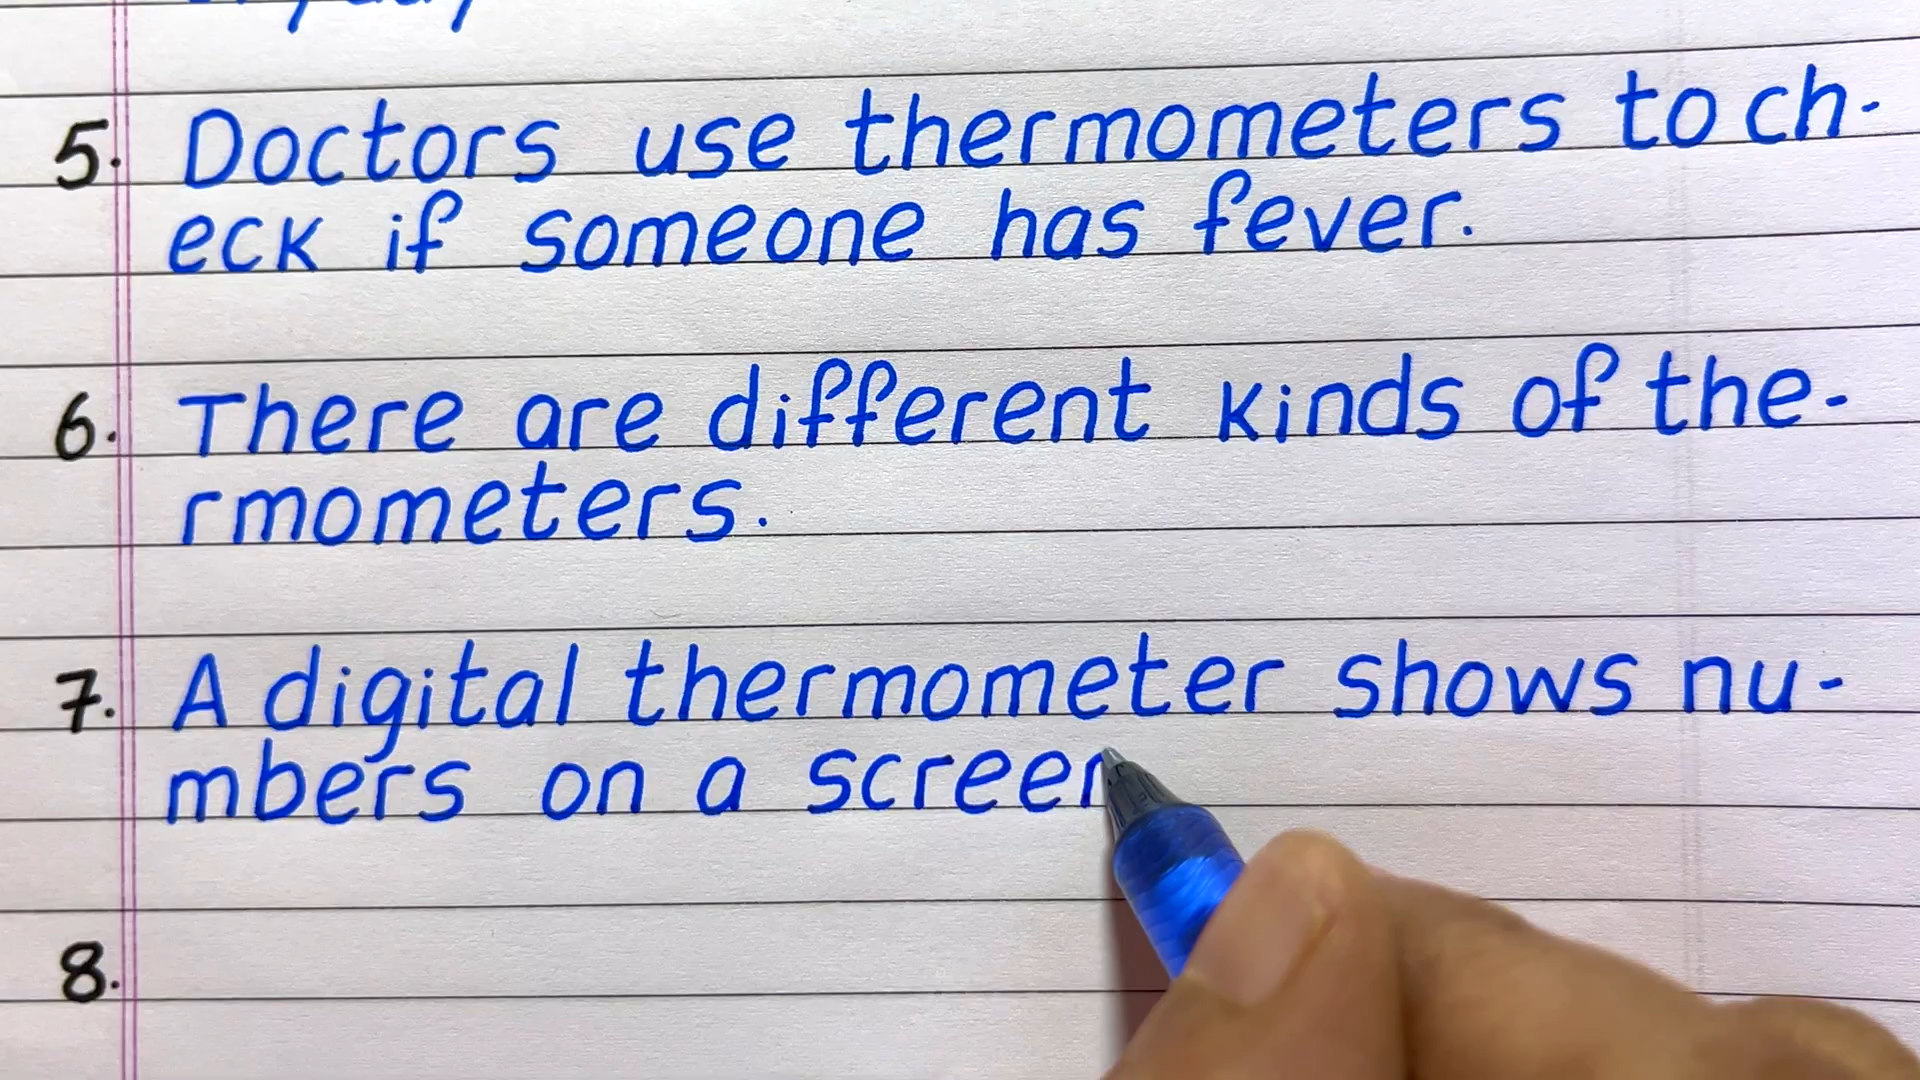 5. Doctors use thermometers to ch-
eck if someone has fever.
6. There are different kinds of the-
rmometers.
7. A digital thermometer shows nu-
mbers on a screen
8.